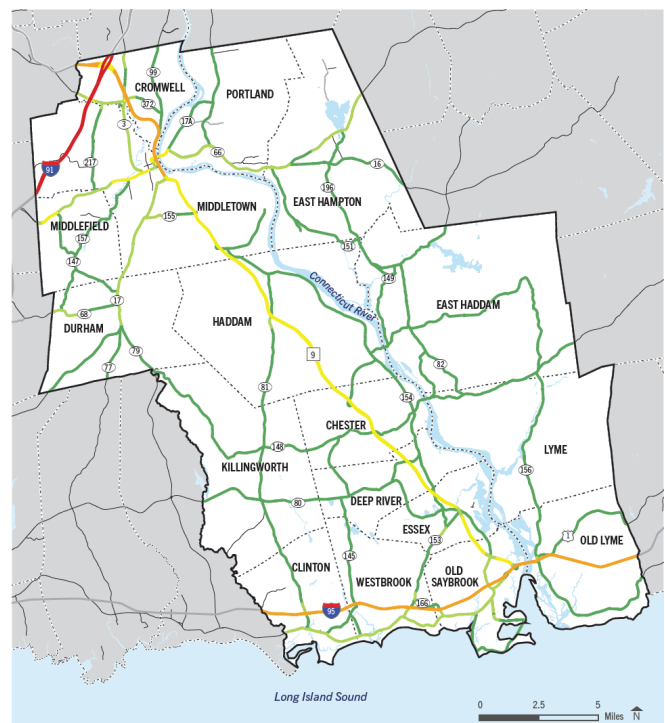 99
CROMWELL
PORTLAND
372
3
17A
66
91
217
16
196
EAST HAMPTON
MIDDLETOWN
155
MIDDLEFIELD
157
151
147
149
Connecticut River
EAST HADDAM
17
68
DURHAM
HADDAM
79
9
77
82
81
154
CHESTER
148
LYME
KILLINGWORTH
156
80
DEEP RIVER
ESSEX
1
OLD LYME
153
145
CLINTON
WESTBROOK
OLD
SAYBROOK
166
95
Long Island Sound
0
2.5
5
Miles
N